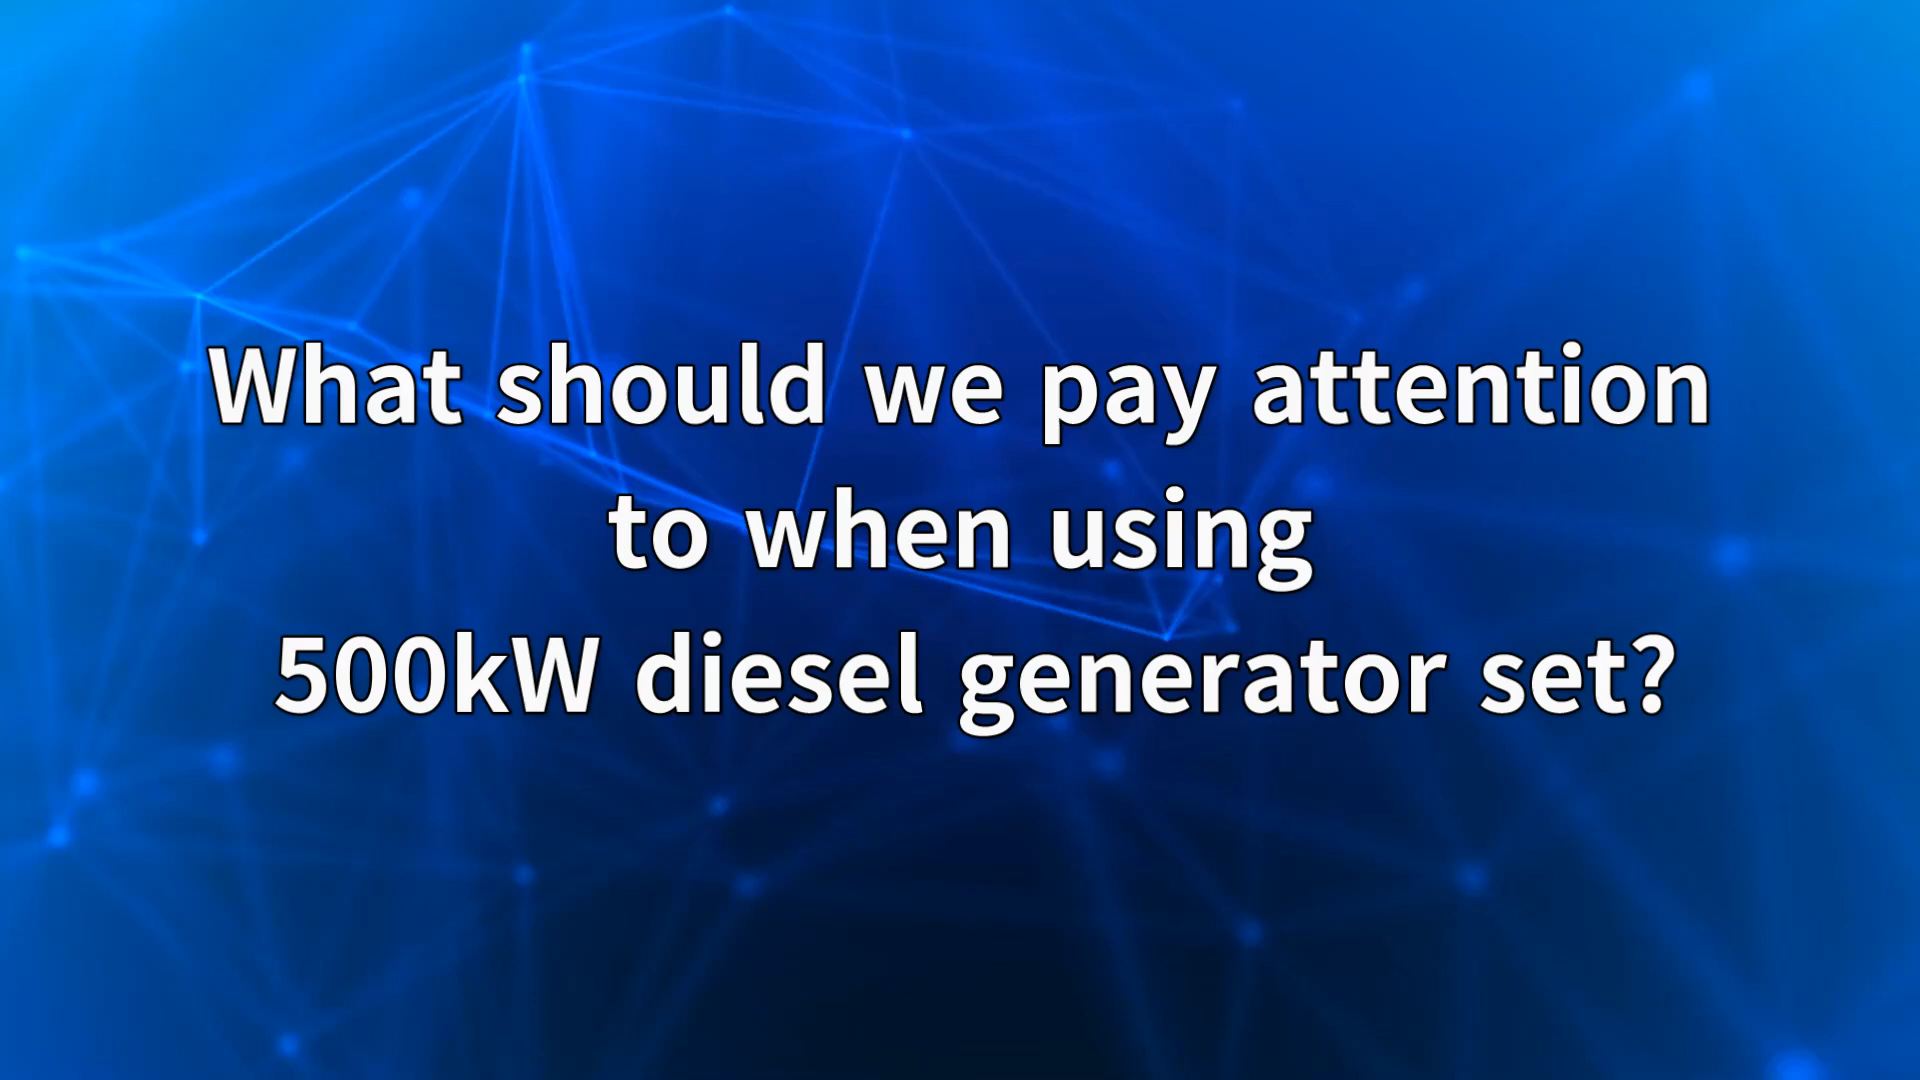 What should we pay attention
to when using
500kW diesel generator set?